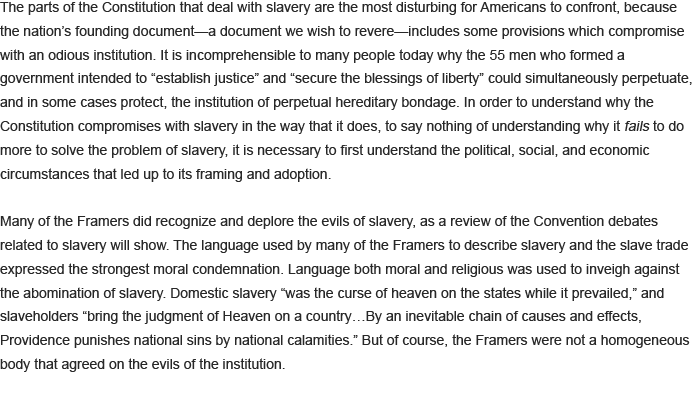 The parts of the Constitution that deal with slavery are the most disturbing for Americans to confront, because
the nation’s founding document—a document we wish to revere—includes some provisions which compromise
with an odious institution. It is incomprehensible to many people today why the 55 men who formed a
government intended to “establish justice” and “secure the blessings of liberty” could simultaneously perpetuate,
and in some cases protect, the institution of perpetual hereditary bondage. In order to understand why the
Constitution compromises with slavery in the way that it does, to say nothing of understanding why it fails to do
more to solve the problem of slavery, it is necessary to first understand the political, social, and economic
circumstances that led up to its framing and adoption.
Many of the Framers did recognize and deplore the evils of slavery, as a review of the Convention debates
related to slavery will show. The language used by many of the Framers to describe slavery and the slave trade
expressed the strongest moral condemnation. Language both moral and religious was used to inveigh against
the abomination of slavery. Domestic slavery “was the curse of heaven on the states while it prevailed,” and
slaveholders “bring the judgment of Heaven on a country…By an inevitable chain of causes and effects,
Providence punishes national sins by national calamities.” But of course, the Framers were not a homogeneous
body that agreed on the evils of the institution.